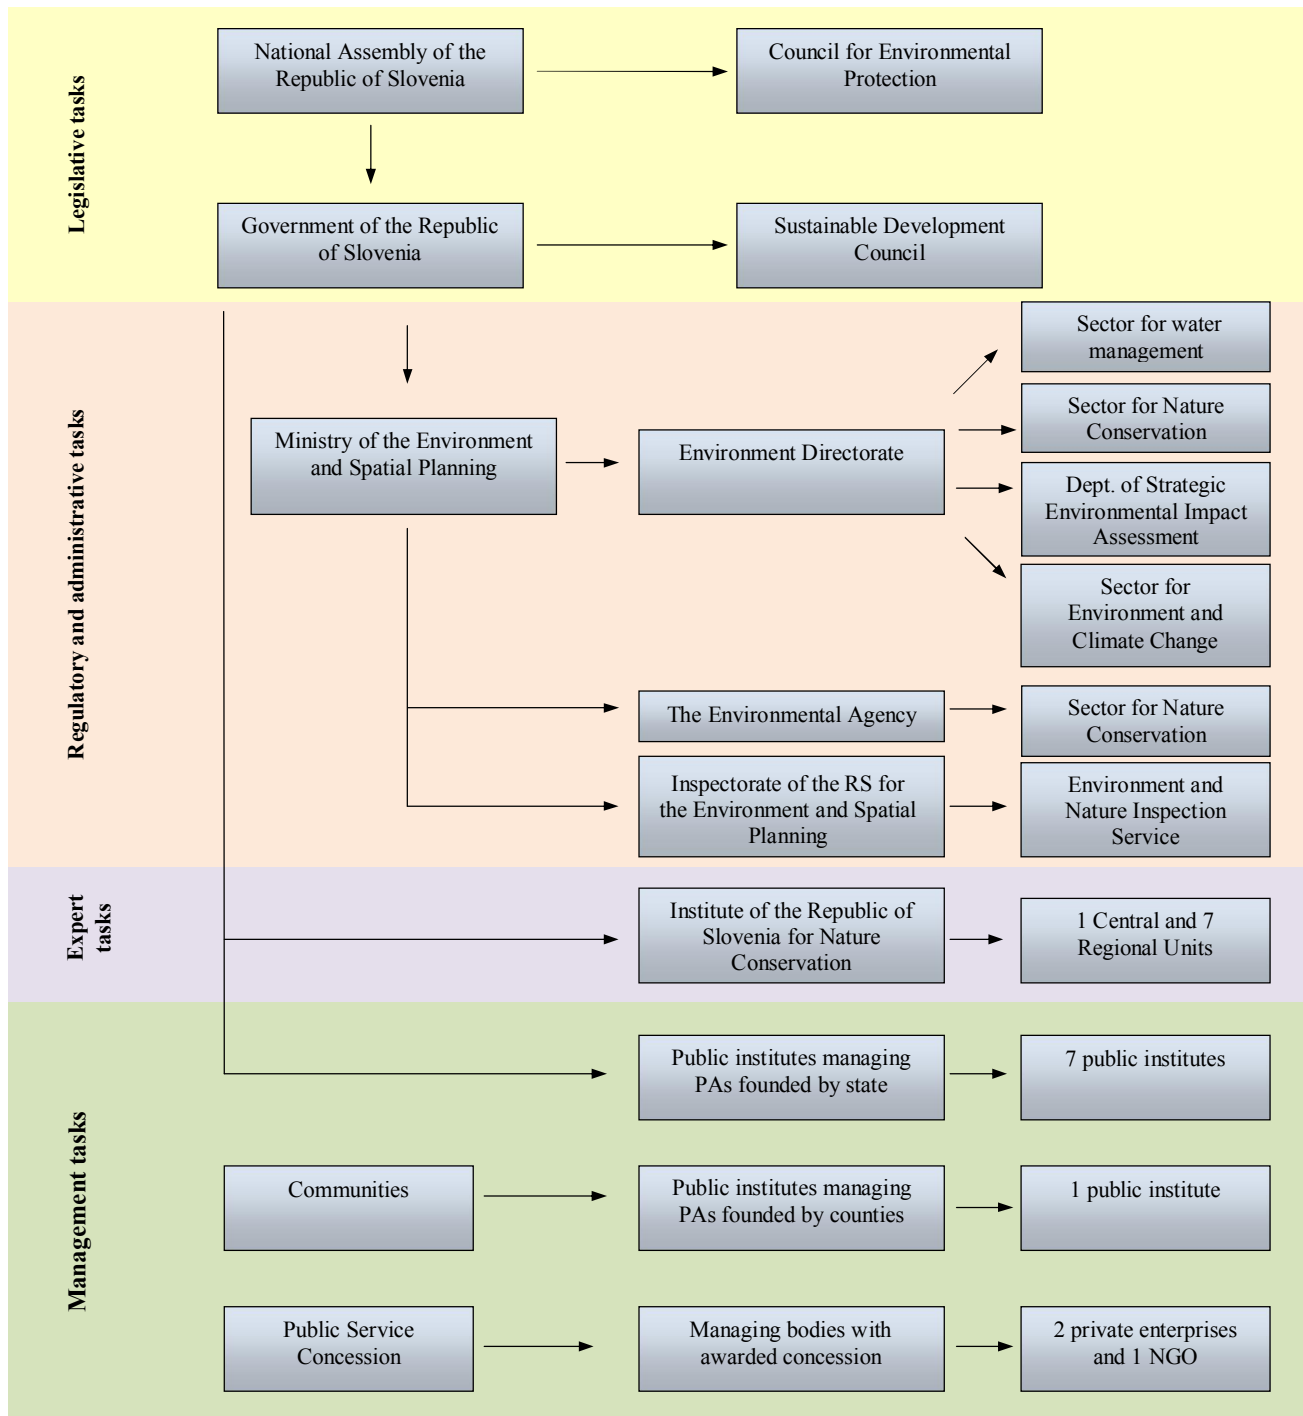 Legislative tasks
National Assembly of the
Republic of Slovenia
Council for Environmental
Protection
Government of the Republic
of Slovenia
Sustainable Development
Council
Regulatory and administrative tasks
Ministry of the Environment
and Spatial Planning
Environment Directorate
Sector for water
management
Sector for Nature
Conservation
Dept. of Strategic
Environmental Impact
Assessment
Sector for
Environment and
Climate Change
The Environmental Agency
Sector for Nature
Conservation
Inspectorate of the RS for
the Environment and Spatial
Planning
Environment and
Nature Inspection
Service
Expert
tasks
Institute of the Republic of
Slovenia for Nature
Conservation
1 Central and 7
Regional Units
Management tasks
Public institutes managing
PAs founded by state
7 public institutes
Communities
Public institutes managing
PAs founded by counties
1 public institute
Public Service
Concession
Managing bodies with
awarded concession
2 private enterprises
and 1 NGO